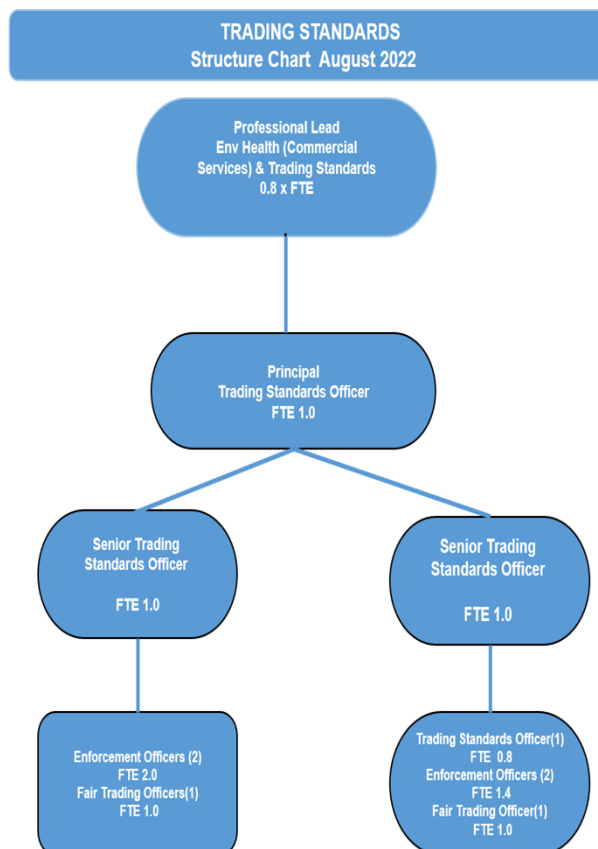 TRADING STANDARDS
Structure Chart  August 2022
Professional Lead
Env Health (Commercial
Services) & Trading Standards
0.8 x FTE
Principal
Trading Standards Officer
FTE 1.0
Senior Trading
Standards Officer
FTE 1.0
Senior Trading
Standards Officer
FTE 1.0
Enforcement Officers (2)
FTE 2.0
Fair Trading Officers(1)
FTE 1.0
Trading Standards Officer(1)
FTE  0.8
Enforcement Officers (2)
FTE 1.4
Fair Trading Officer(1)
FTE 1.0